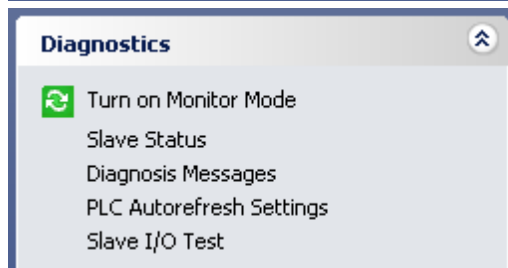 Diagnostics
Turn on Monitor Mode
Slave Status
Diagnosis Messages
PLC Autorefresh Settings
Slave I/O Test